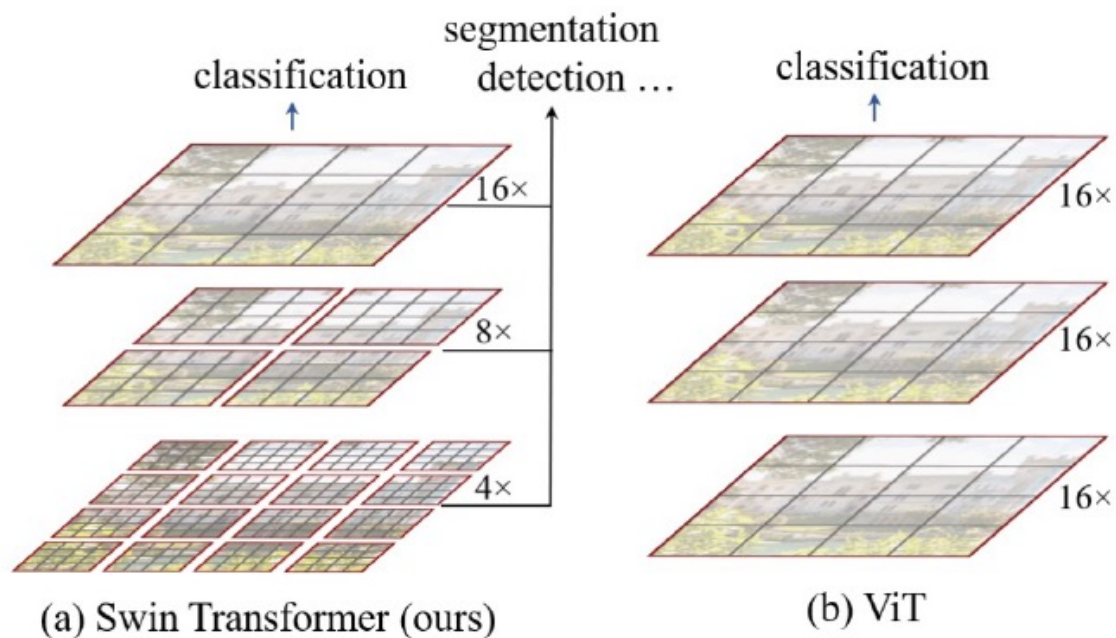 segmentation
detection ...
classification
16×
8×
4×
(a) Swin Transformer (ours)
classification
16×
16×
16×
(b) ViT